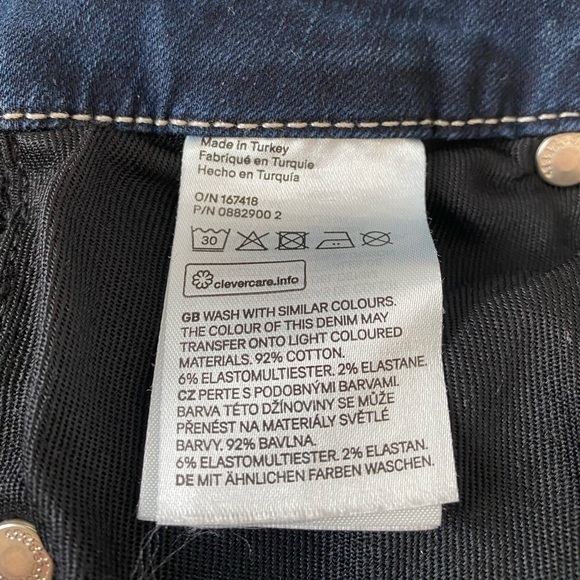 Made in Turkey
Fabriqué en Turquie
Hecho en Turquía
O/N 167418
P/N 0882900 2
30
clevercare.info
GB WASH WITH SIMILAR COLOURS.
THE COLOUR OF THIS DENIM MAY
TRANSFER ONTO LIGHT COLOURED
MATERIALS. 92% COTTON.
6% ELASTOMULTIESTER. 2% ELASTANE.
CZ PERTE S PODOBNÝMI BARVAMI.
BARVA TÉTO DŽÍNOVINY SE MŮŽE
PŘENÉST NA MATERIÁLY SVĚTLÉ
BARVY. 92% BAVLNA.
6% ELASTOMULTIESTER. 2% ELASTAN.
DE MIT ÄHNLICHEN FARBEN WASCHEN.